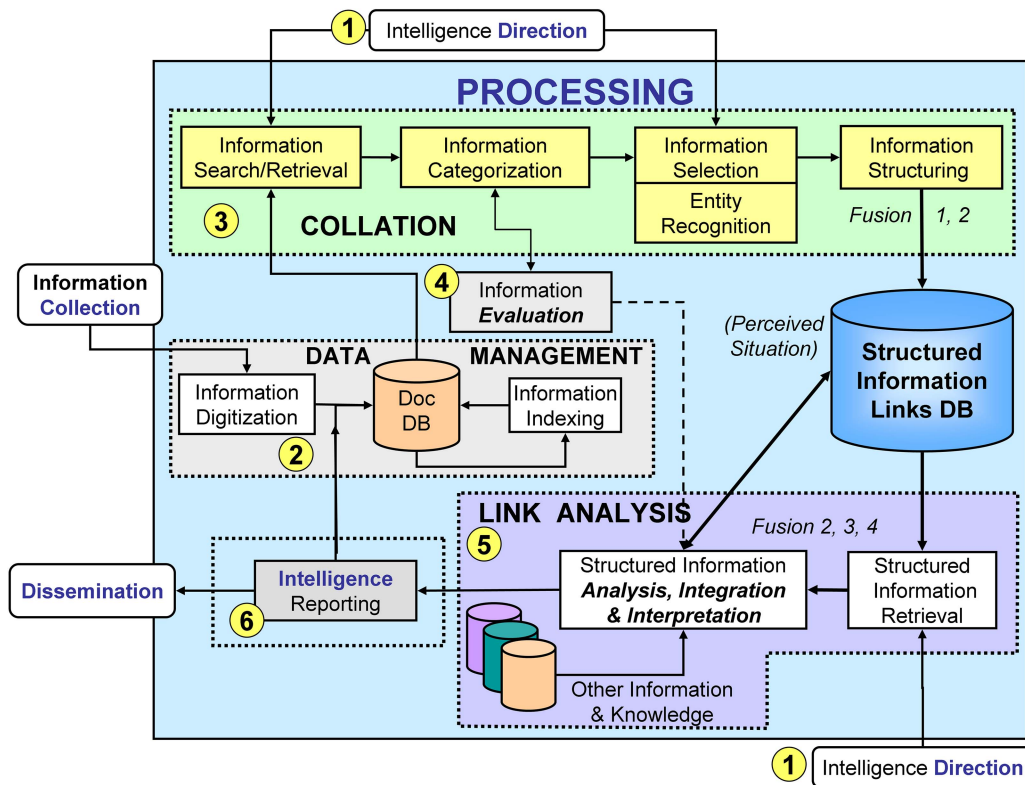 1
Intelligence Direction
PROCESSING
Information
Search/Retrieval
Information
Categorization
Information
Selection
Entity
Recognition
Information
Structuring
3
COLLATION
Fusion 1, 2
Information
Collection
4
Information
Evaluation
(Perceived
Situation)
Structured
Information
Links DB
DATA MANAGEMENT
Information
Digitization
Doc
DB
Information
Indexing
2
LINK ANALYSIS
Fusion 2, 3, 4
5
Structured Information
Analysis, Integration
& Interpretation
Structured
Information
Retrieval
Dissemination
Intelligence
Reporting
6
Other Information
& Knowledge
1
Intelligence Direction